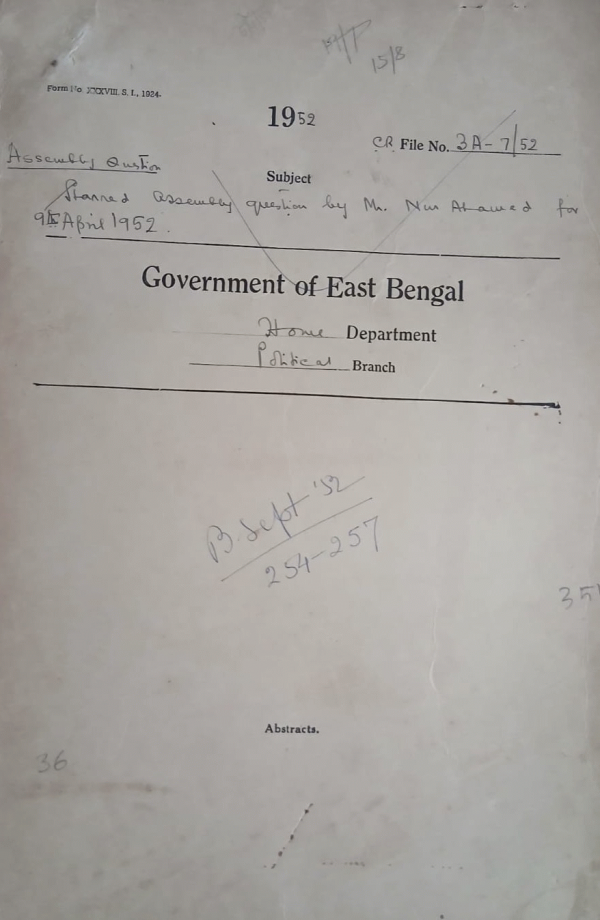 15/8
Form No. XXXVIII. S. I., 1924.
1952
CR File No. 3A-7/52
Assembly Qustion
Subject
Starred assembly question by Mr. Nur Ahamed for
9th April 1952.
Government of East Bengal
Home Department
Political Branch
B. Sept '52
254-257
35
Abstracts.
36